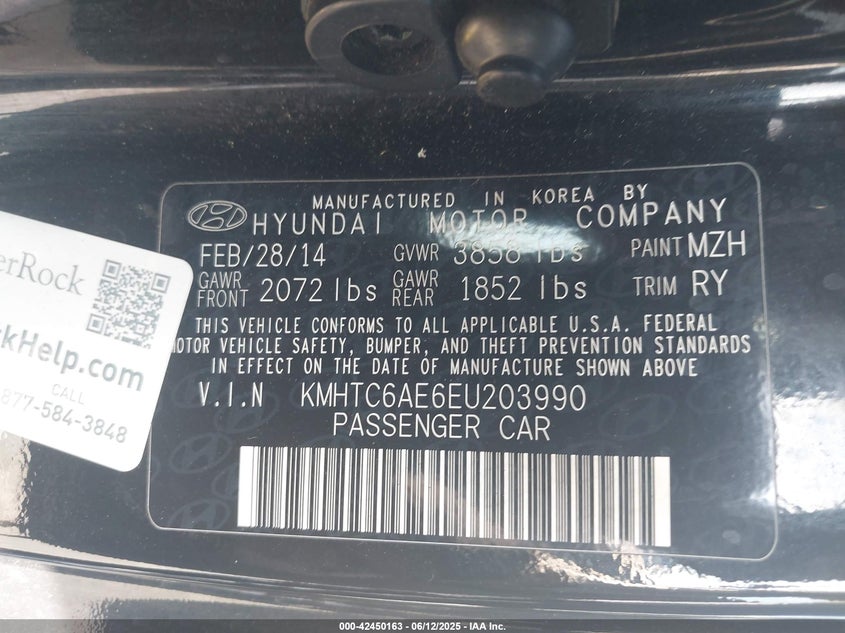 MANUFACTURED IN KOREA BY
HYUNDAI MOTOR COMPANY
FEB/28/14 GVWR 3858 lbs PAINT MZH
GAWR FRONT 2072 lbs GAWR REAR 1852 lbs TRIM RY
THIS VEHICLE CONFORMS TO ALL APPLICABLE U.S.A. FEDERAL
MOTOR VEHICLE SAFETY, BUMPER, AND THEFT PREVENTION STANDARDS
IN EFFECT ON THE DATE OF MANUFACTURE SHOWN ABOVE
V.I.N KMHTC6AE6EU203990
PASSENGER CAR
erRock
ckHelp.com
CALL
877-584-3848
000-42450163 - 06/12/2025 - IAA Inc.